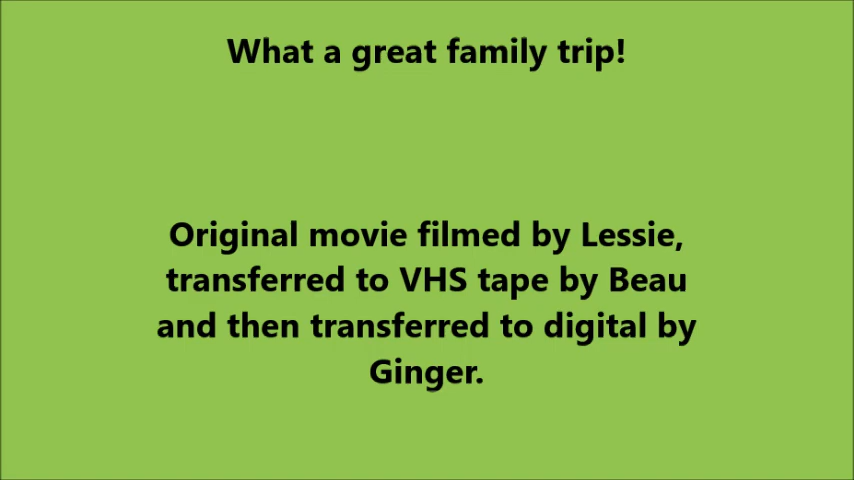 What a great family trip!
Original movie filmed by Lessie,
transferred to VHS tape by Beau
and then transferred to digital by
Ginger.